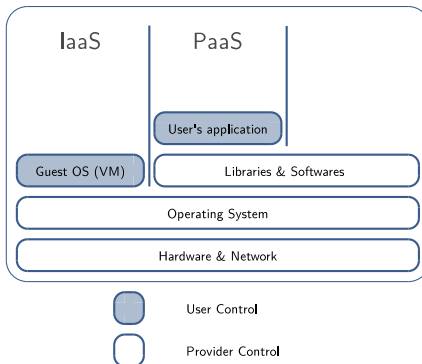 IaaS
PaaS
User's application
Guest OS (VM)
Libraries & Softwares
Operating System
Hardware & Network
User Control
Provider Control